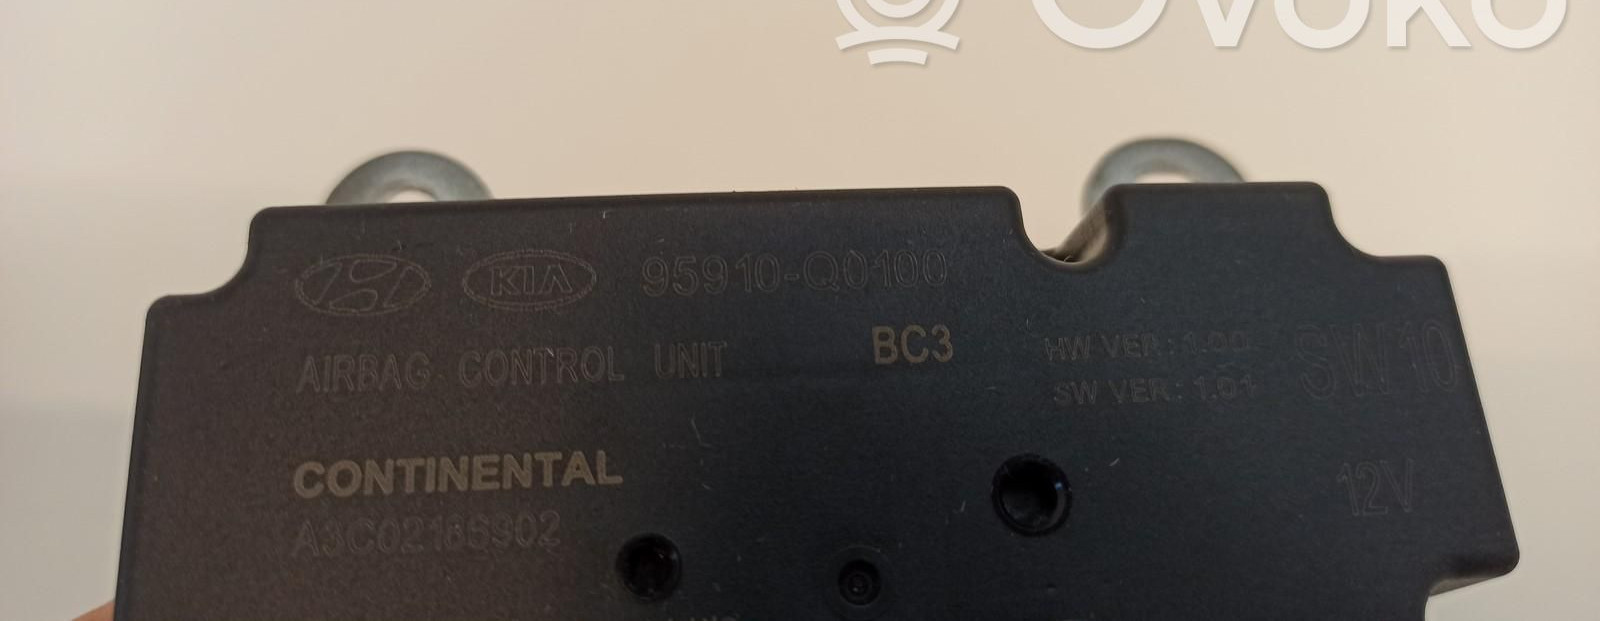 OVOKO
KIA 95910-Q0100
AIRBAG CONTROL UNIT BC3 HW VER : 1.00 SW10
SW VER : 1.01
CONTINENTAL 12V
A3C02185902